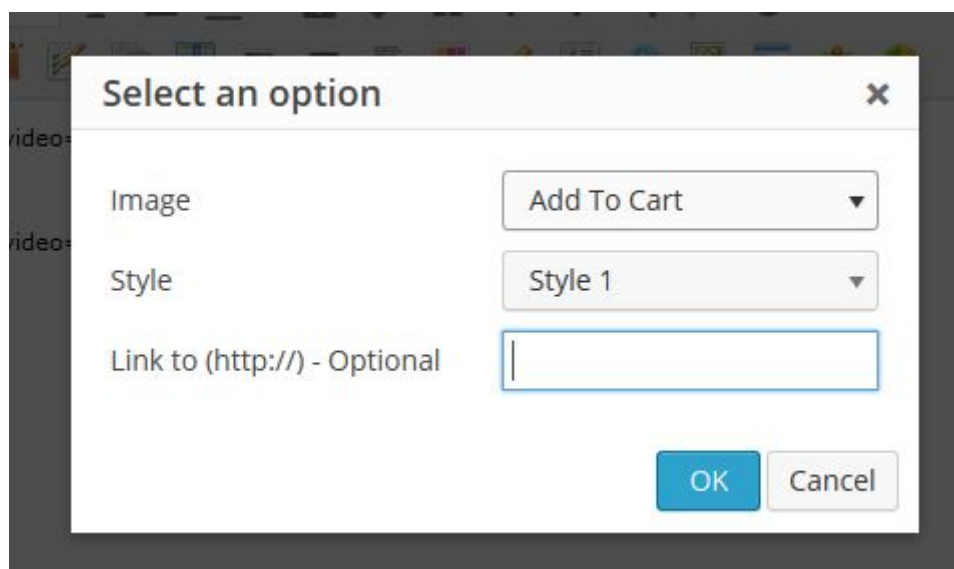 Select an option
video=
Image
Add To Cart
video=
Style
Style 1
Link to (http://) - Optional
OK
Cancel